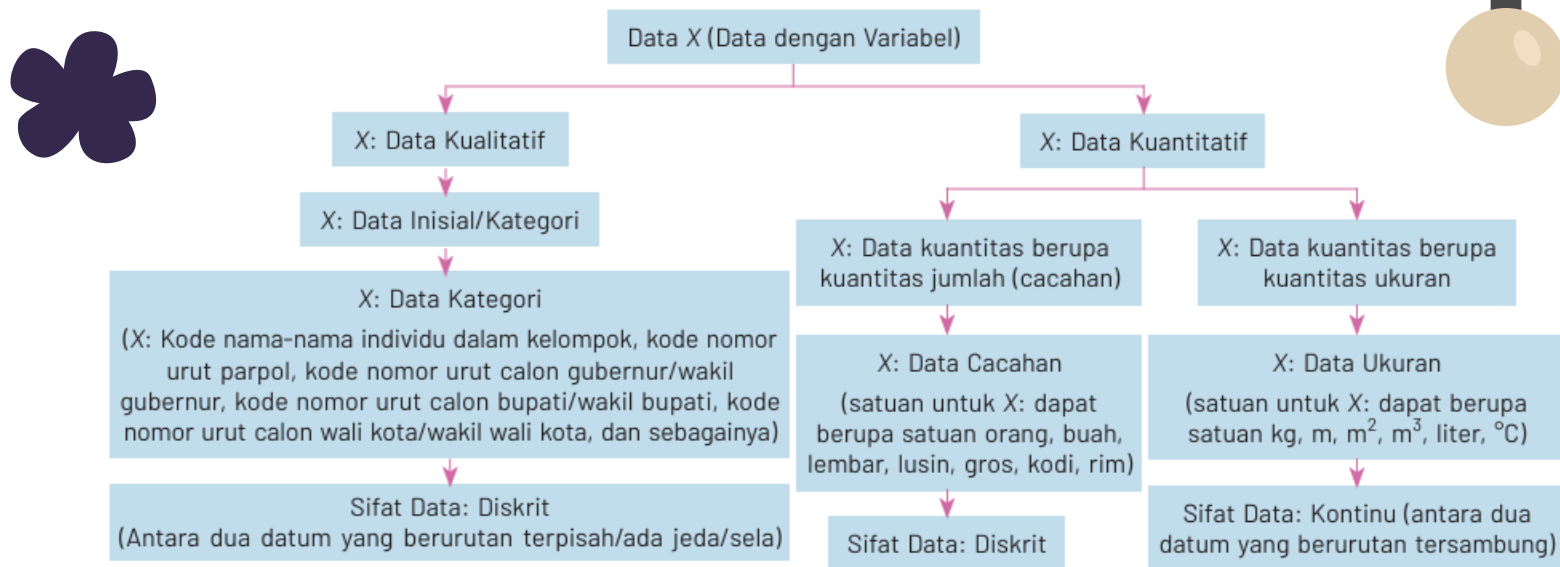 Data X (Data dengan Variabel)
X: Data Kualitatif
X: Data Kuantitatif
X: Data Inisial/Kategori
X: Data kuantitas berupa
kuantitas jumlah (cacahan)
X: Data kuantitas berupa
kuantitas ukuran
X: Data Kategori
(X: Kode nama-nama individu dalam kelompok, kode nomor
urut parpol, kode nomor urut calon gubernur/wakil
gubernur, kode nomor urut calon bupati/wakil bupati, kode
nomor urut calon wali kota/wakil wali kota, dan sebagainya)
X: Data Cacahan
(satuan untuk X: dapat
berupa satuan orang, buah,
lembar, lusin, gros, kodi, rim)
X: Data Ukuran
(satuan untuk X: dapat berupa
satuan kg, m, m², m³, liter, °C)
Sifat Data: Diskrit
(Antara dua datum yang berurutan terpisah/ada jeda/sela)
Sifat Data: Diskrit
Sifat Data: Kontinu (antara dua
datum yang berurutan tersambung)